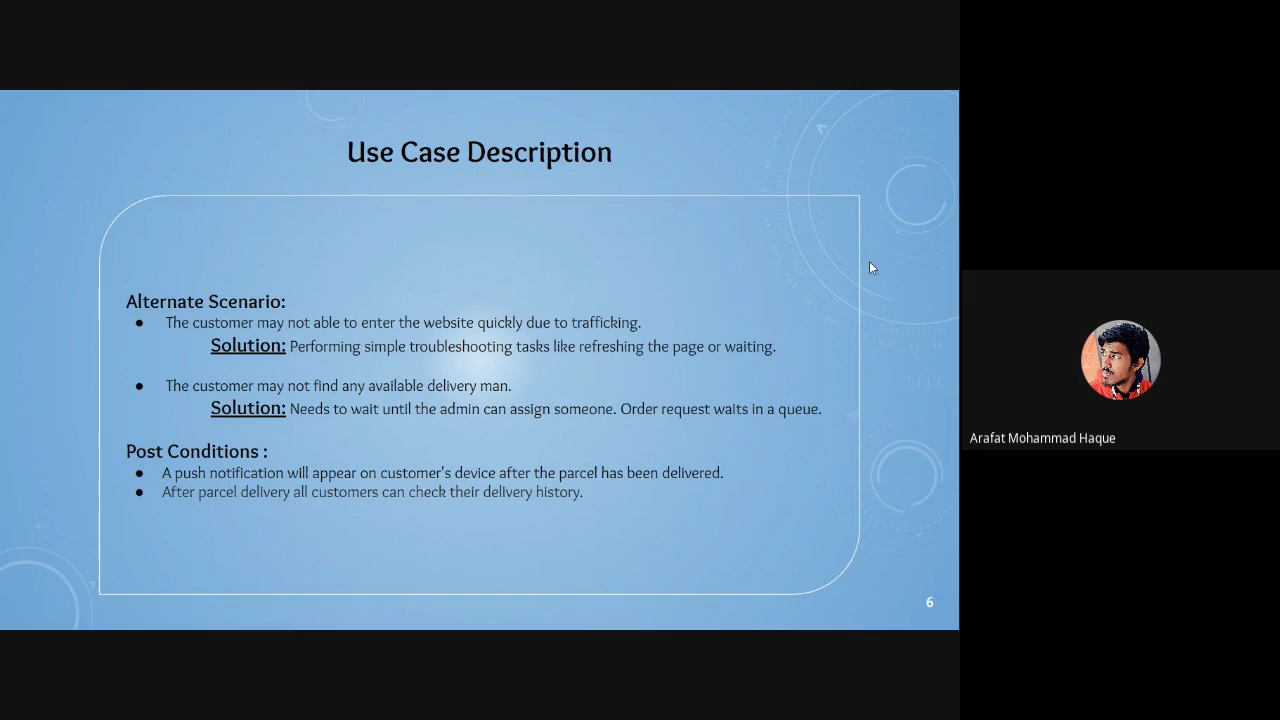 Use Case Description
Alternate Scenario:
● The customer may not able to enter the website quickly due to trafficking.
Solution: Performing simple troubleshooting tasks like refreshing the page or waiting.
● The customer may not find any available delivery man.
Solution: Needs to wait until the admin can assign someone. Order request waits in a queue.
Post Conditions :
● A push notification will appear on customer's device after the parcel has been delivered.
● After parcel delivery all customers can check their delivery history.
6
Arafat Mohammad Haque